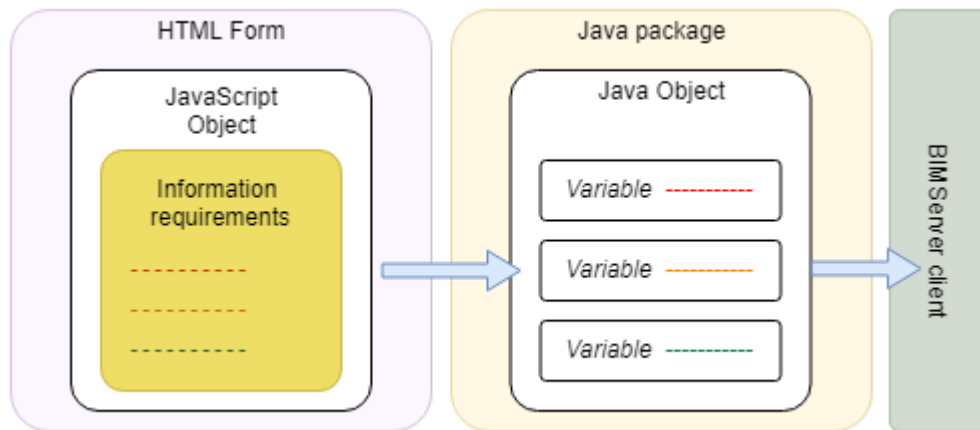 HTML Form
JavaScript
Object
Information
requirements
Java package
Java Object
Variable
Variable
Variable
BIMServer client